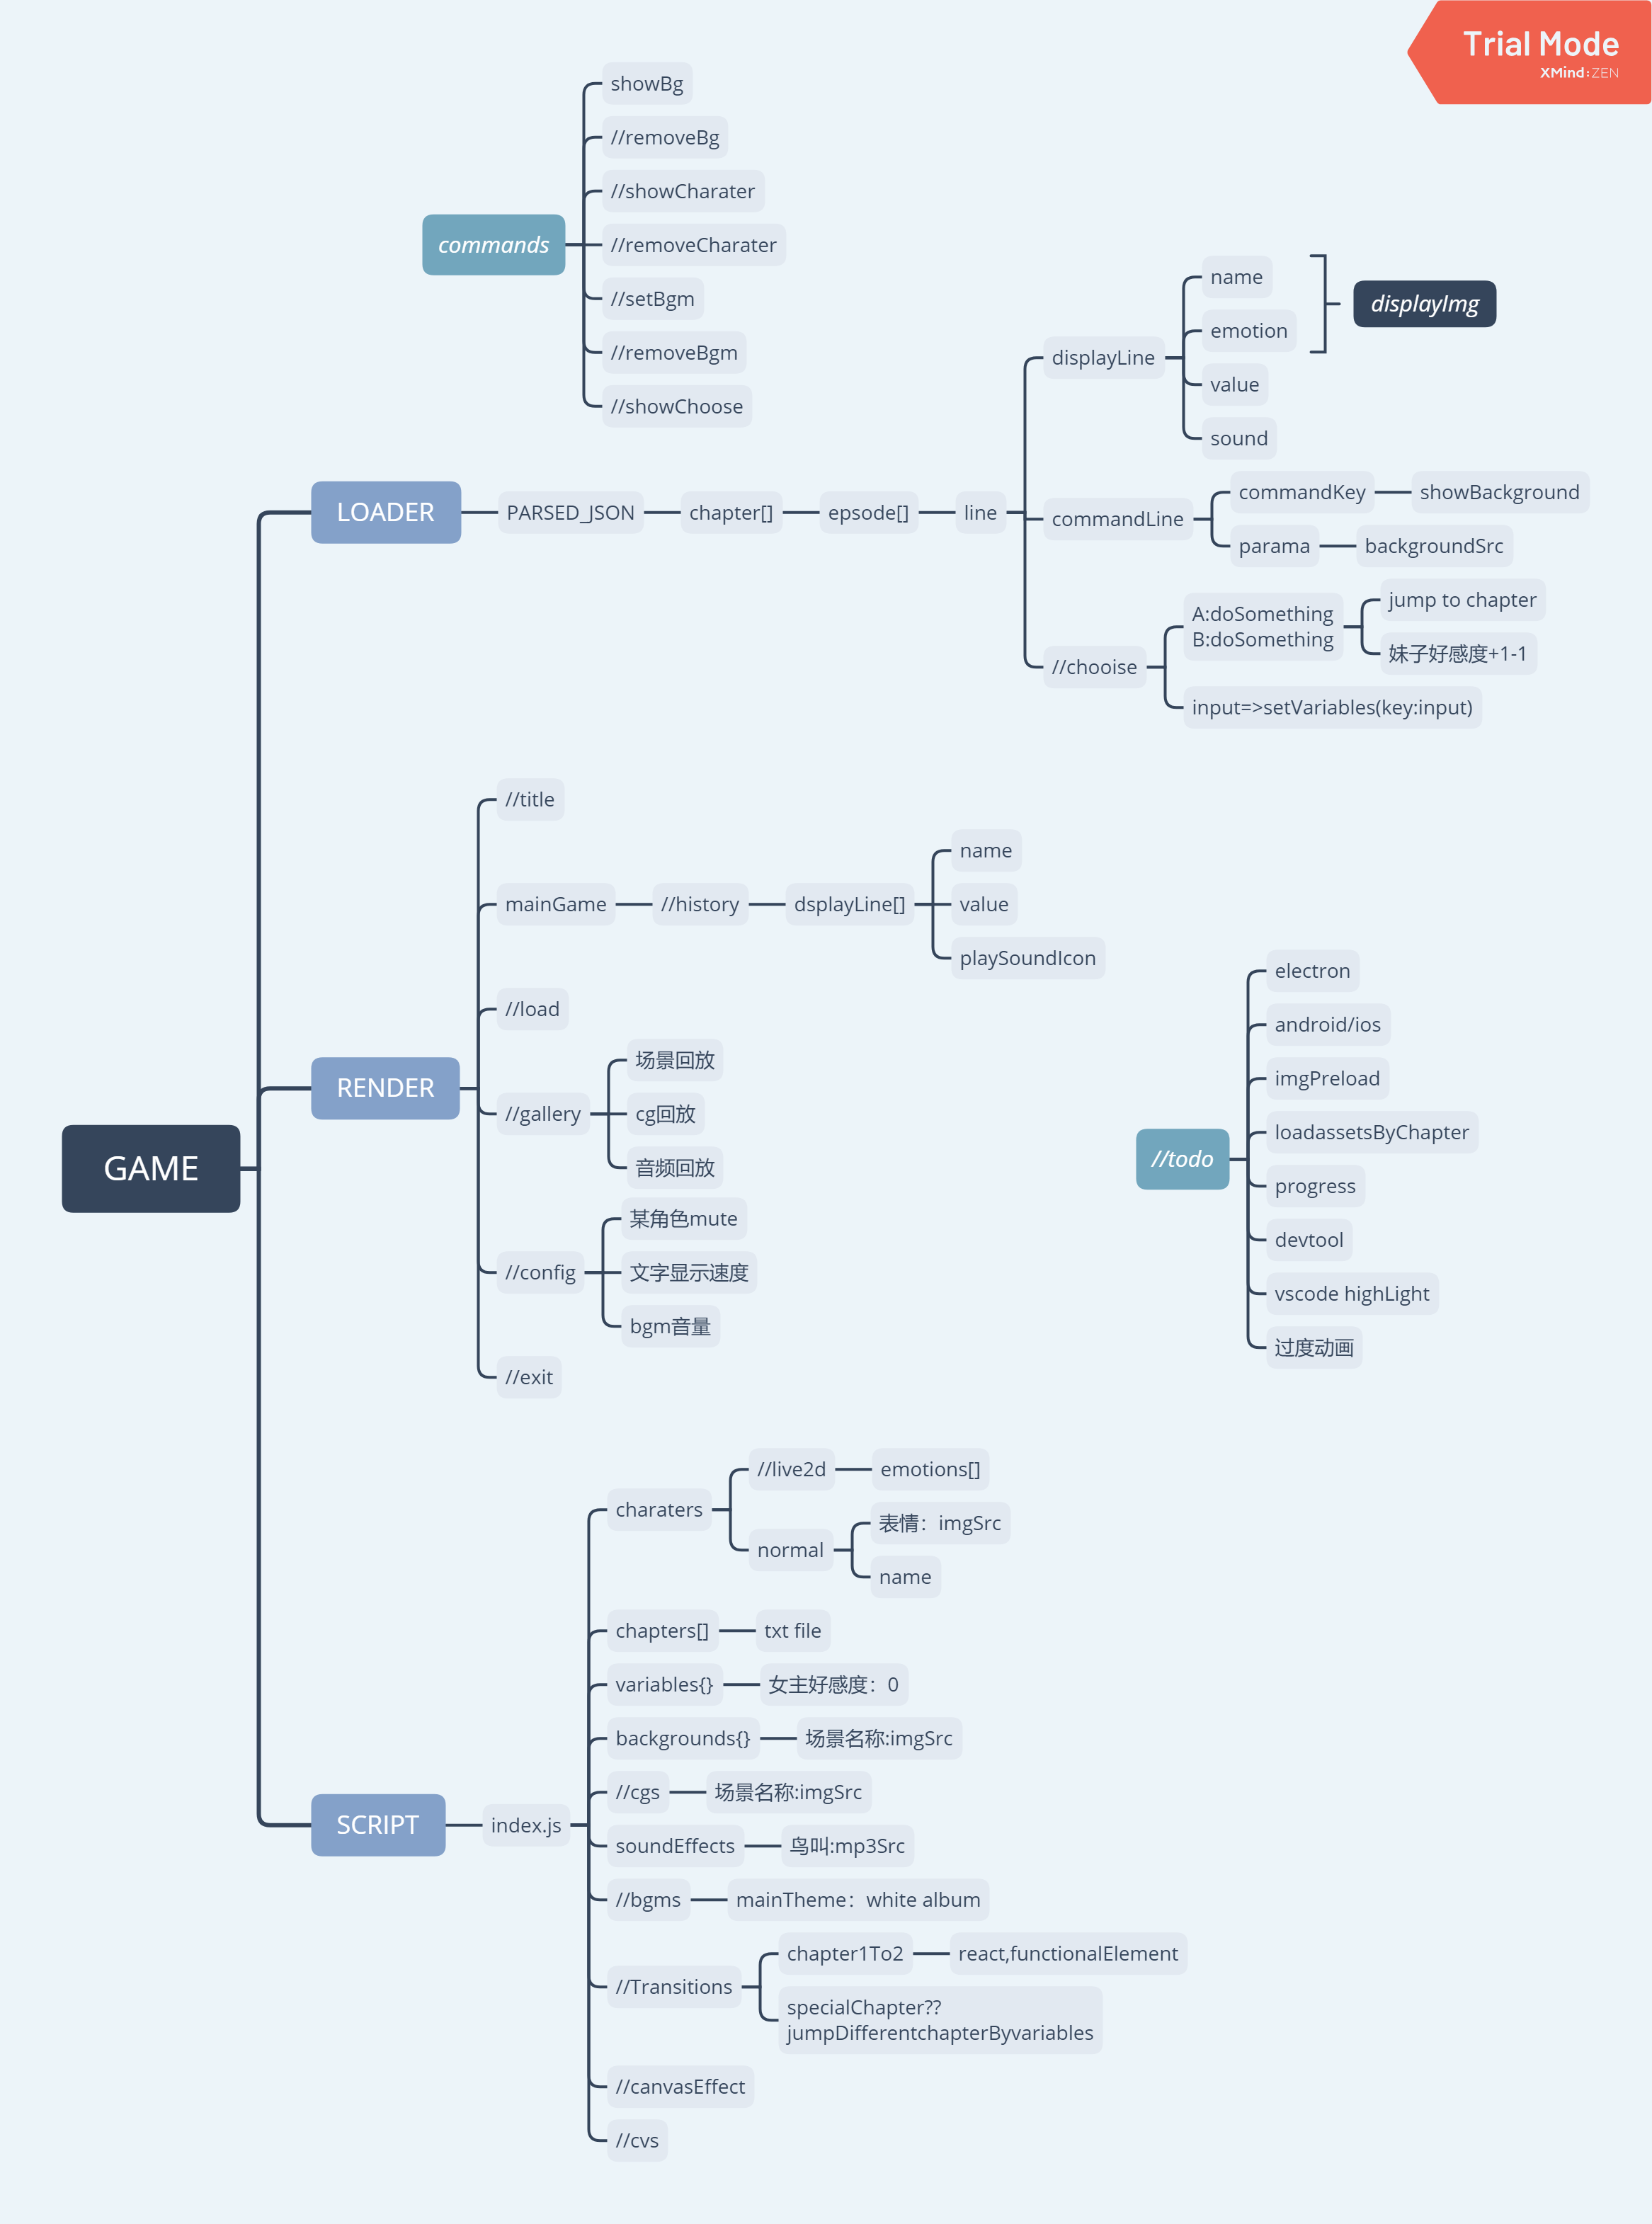 Trial Mode
XMind:ZEN
commands
showBg
//removeBg
//showCharater
//removeCharater
//setBgm
//removeBgm
//showChoose
GAME
LOADER
PARSED_JSON
chapter[]
epsode[]
line
displayLine
name
emotion
value
sound
displayImg
commandLine
commandKey
showBackground
parama
backgroundSrc
//chooise
A:doSomething
B:doSomething
jump to chapter
妹子好感度+1-1
input=>setVariables(key:input)
RENDER
//title
mainGame
//history
dsplayLine[]
name
value
playSoundIcon
//load
//gallery
场景回放
cg回放
音频回放
//config
某角色mute
文字显示速度
bgm音量
//exit
//todo
electron
android/ios
imgPreload
loadassetsByChapter
progress
devtool
vscode highLight
过度动画
SCRIPT
index.js
charaters
//live2d
emotions[]
normal
表情：imgSrc
name
chapters[]
txt file
variables{}
女主好感度：0
backgrounds{}
场景名称:imgSrc
//cgs
场景名称:imgSrc
soundEffects
鸟叫:mp3Src
//bgms
mainTheme：white album
//Transitions
chapter1To2
react,functionalElement
specialChapter??
jumpDifferentchapterByvariables
//canvasEffect
//cvs